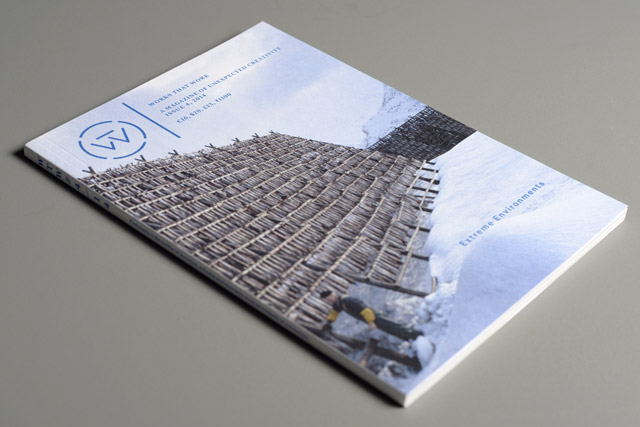 WORKS THAT WORK
A MAGAZINE OF UNEXPECTED CREATIVITY
ISSUE 4, 2014
Extreme Environments